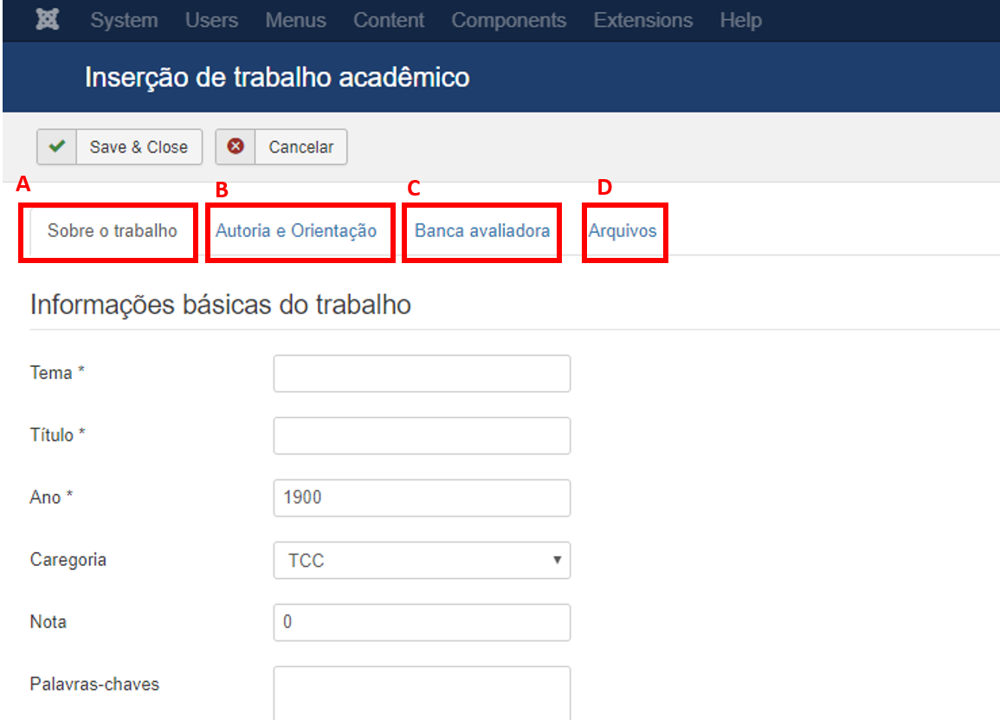 System Users Menus Content Components Extensions Help
Inserção de trabalho acadêmico
Save & Close Cancelar
A B C D
Sobre o trabalho Autoria e Orientação Banca avaliadora Arquivos
Informações básicas do trabalho
Tema *
Título *
Ano * 1900
Caregoria TCC
Nota 0
Palavras-chaves